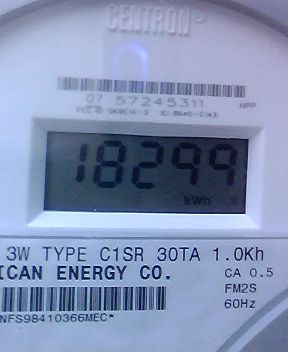 CENTRON®
07 57245311 HPP
18299
kWh
3W TYPE C1SR 30TA 1.0Kh
ICAN ENERGY CO.
CA 0.5
FM2S
60Hz
NFS98410366MEC*